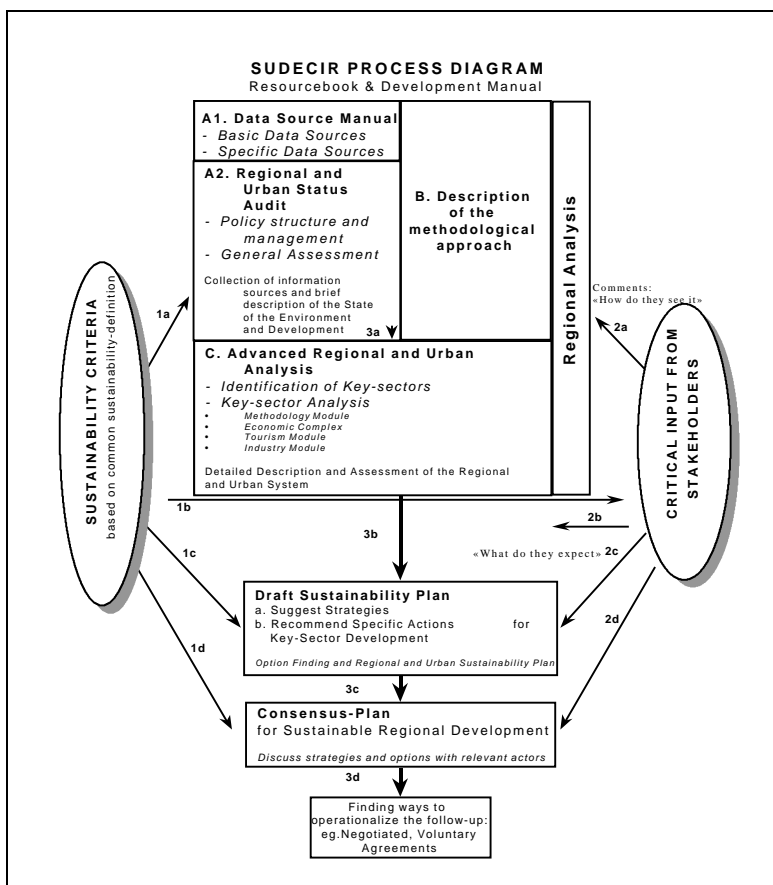 SUDECIR PROCESS DIAGRAM
Resourcebook & Development Manual
A1. Data Source Manual
- Basic Data Sources
- Specific Data Sources
A2. Regional and
Urban Status
Audit
- Policy structure and
management
- General Assessment
Collection of information
sources and brief
description of the State
of the Environment
and Development
3a
B. Description
of the
methodological
approach
Regional Analysis
C. Advanced Regional and Urban
Analysis
- Identification of Key-sectors
- Key-sector Analysis
• Methodology Module
• Economic Complex
• Tourism Module
• Industry Module
Detailed Description and Assessment of the Regional
and Urban System
SUSTAINABILITY CRITERIA
based on common sustainability-definition
1a
Comments:
«How do they see it»
2a
CRITICAL INPUT FROM
STAKEHOLDERS
1b
2b
3b
1c
«What do they expect» 2c
Draft Sustainability Plan
a. Suggest Strategies
b. Recommend Specific Actions for
Key-Sector Development
Option Finding and Regional and Urban Sustainability Plan
1d
2d
3c
Consensus-Plan
for Sustainable Regional Development
Discuss strategies and options with relevant actors
3d
Finding ways to
operationalize the follow-up:
eg.Negotiated, Voluntary
Agreements